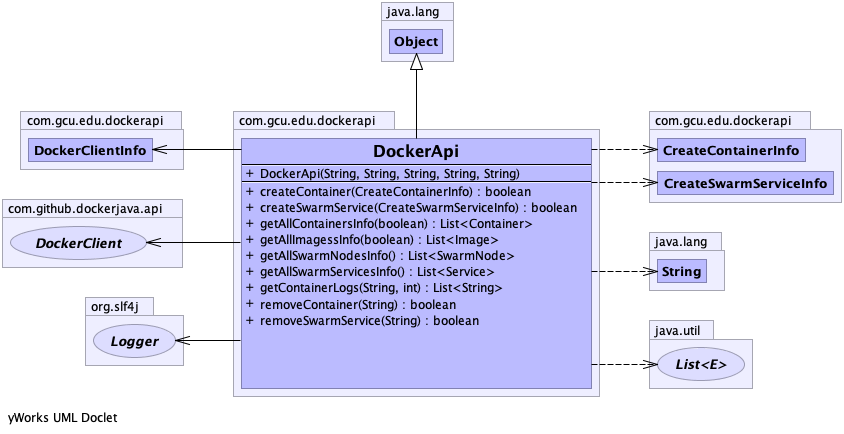 java.lang
Object
com.gcu.edu.dockerapi
DockerClientInfo
com.github.dockerjava.api
DockerClient
org.slf4j
Logger
com.gcu.edu.dockerapi
DockerApi
+ DockerApi(String, String, String, String, String)
+ createContainer(CreateContainerInfo) : boolean
+ createSwarmService(CreateSwarmServiceInfo) : boolean
+ getAllContainersInfo(boolean) : List<Container>
+ getAllImagessInfo(boolean) : List<Image>
+ getAllSwarmNodesInfo() : List<SwarmNode>
+ getAllSwarmServicesInfo() : List<Service>
+ getContainerLogs(String, int) : List<String>
+ removeContainer(String) : boolean
+ removeSwarmService(String) : boolean
com.gcu.edu.dockerapi
CreateContainerInfo
CreateSwarmServiceInfo
java.lang
String
java.util
List<E>
yWorks UML Doclet